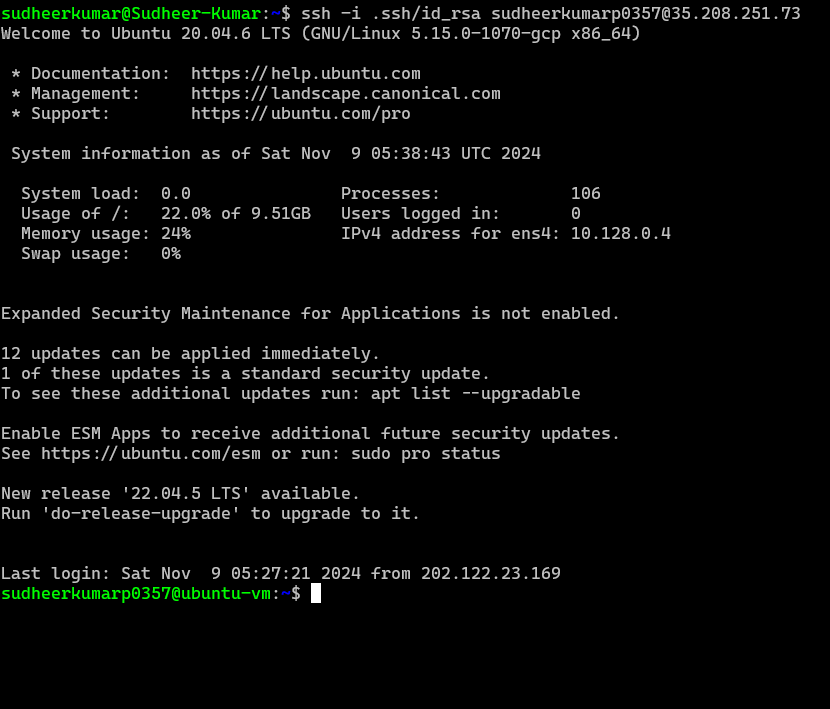 sudheerkumar@Sudheer-Kumar:~$ ssh -i .ssh/id_rsa sudheerkumarp0357@35.208.251.73
Welcome to Ubuntu 20.04.6 LTS (GNU/Linux 5.15.0-1070-gcp x86_64)

 * Documentation:  https://help.ubuntu.com
 * Management:     https://landscape.canonical.com
 * Support:        https://ubuntu.com/pro

 System information as of Sat Nov  9 05:38:43 UTC 2024

  System load:  0.0               Processes:             106
  Usage of /:   22.0% of 9.51GB   Users logged in:       0
  Memory usage: 24%               IPv4 address for ens4: 10.128.0.4
  Swap usage:   0%


Expanded Security Maintenance for Applications is not enabled.

12 updates can be applied immediately.
1 of these updates is a standard security update.
To see these additional updates run: apt list --upgradable

Enable ESM Apps to receive additional future security updates.
See https://ubuntu.com/esm or run: sudo pro status

New release '22.04.5 LTS' available.
Run 'do-release-upgrade' to upgrade to it.


Last login: Sat Nov  9 05:27:21 2024 from 202.122.23.169
sudheerkumarp0357@ubuntu-vm:~$